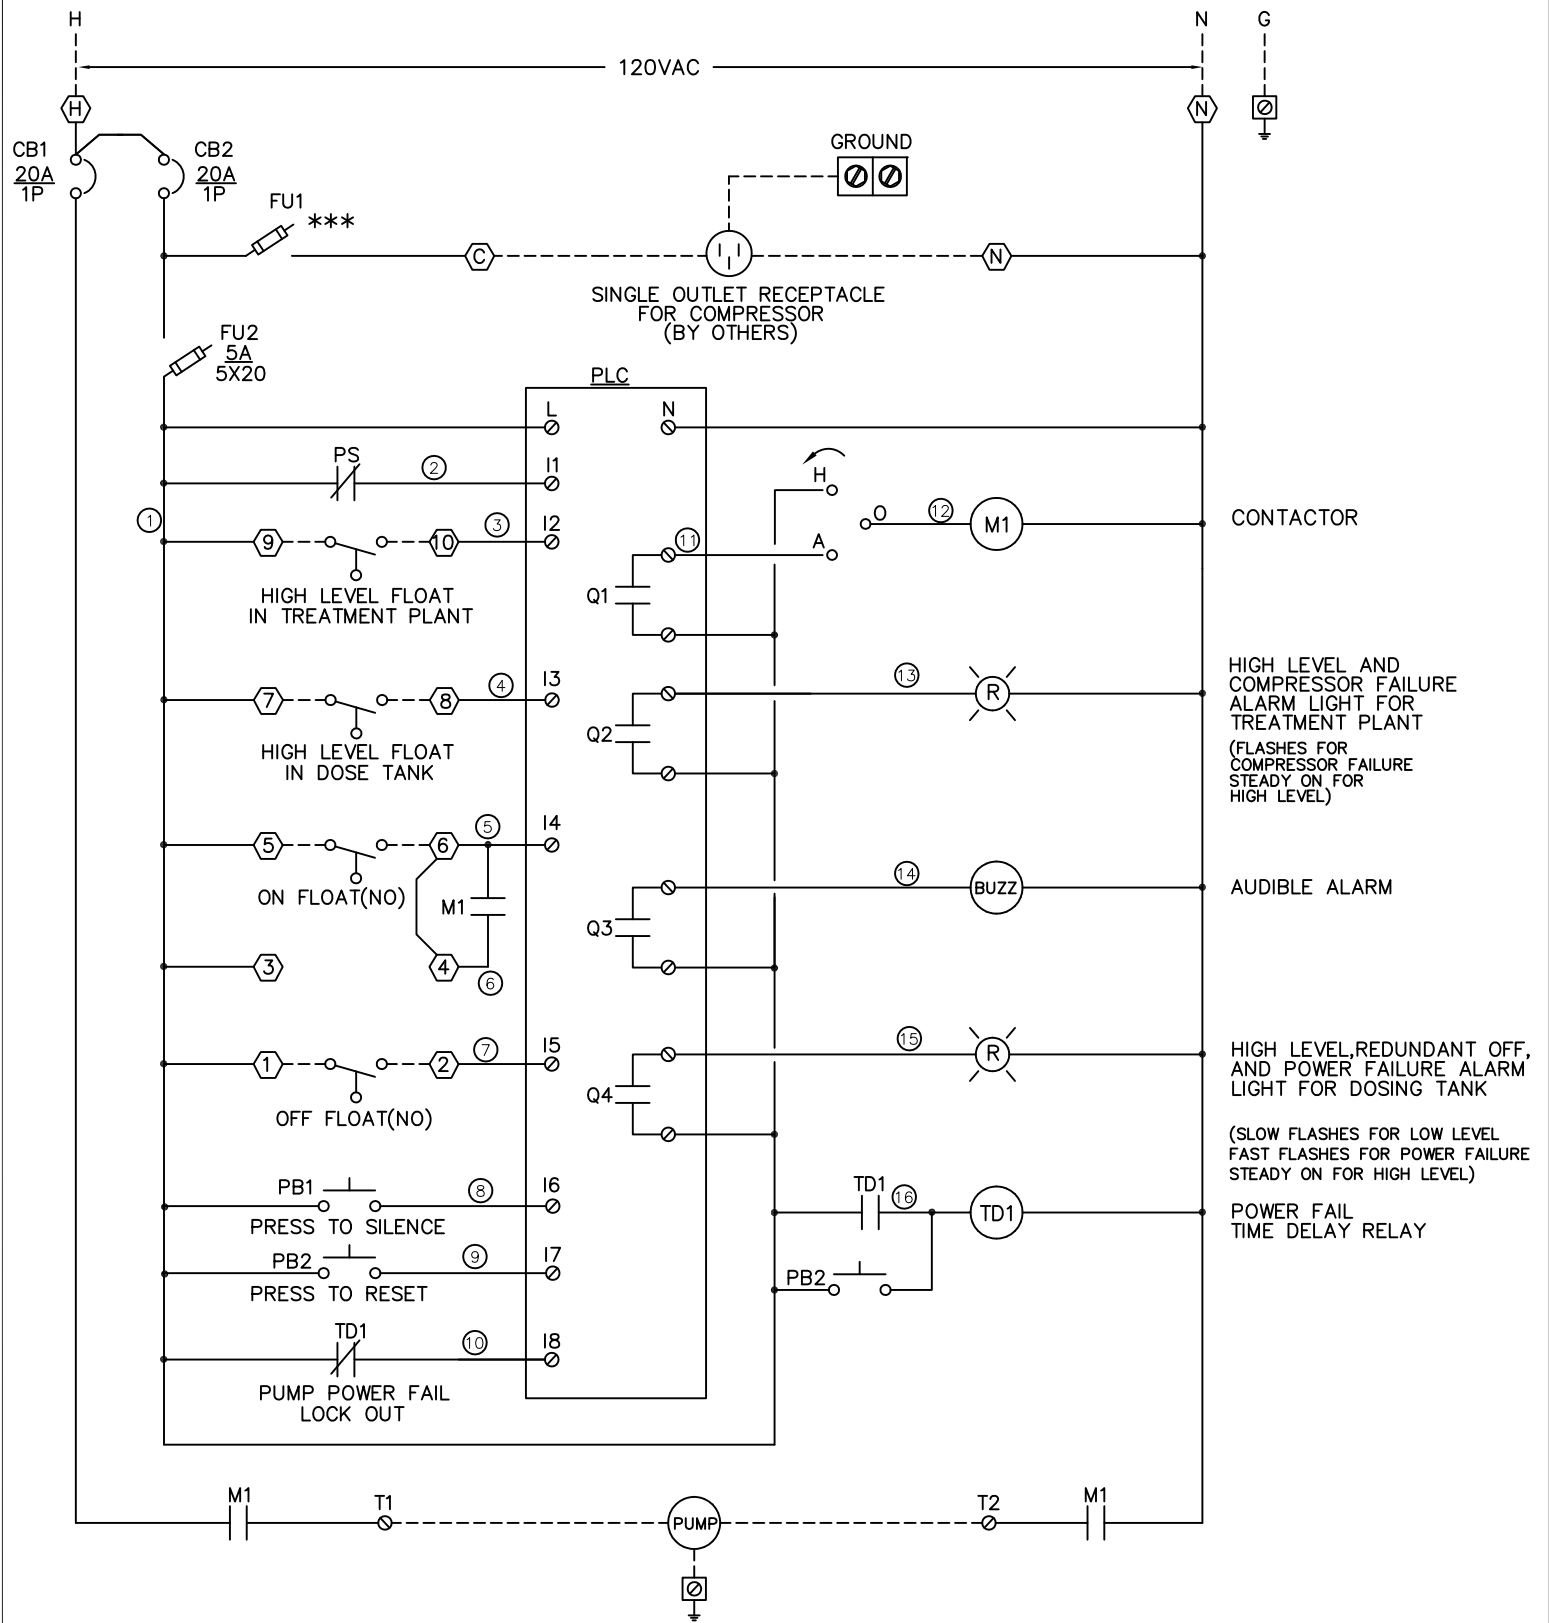 H
N
G
120VAC
H
N
CB1
20A
1P
CB2
20A
1P
GROUND
FU1
***
C
N
SINGLE OUTLET RECEPTACLE
FOR COMPRESSOR
(BY OTHERS)
FU2
5A
5X20
PLC
L
N
PS
2
I1
H
1
9
10
3
I2
11
A
O
12
M1
CONTACTOR
HIGH LEVEL FLOAT
IN TREATMENT PLANT
Q1
7
8
4
I3
13
R
HIGH LEVEL AND
COMPRESSOR FAILURE
ALARM LIGHT FOR
TREATMENT PLANT
(FLASHES FOR
COMPRESSOR FAILURE
STEADY ON FOR
HIGH LEVEL)
Q2
HIGH LEVEL FLOAT
IN DOSE TANK
5
6
5
I4
ON FLOAT(NO)
M1
14
BUZZ
AUDIBLE ALARM
Q3
3
4
6
1
2
7
I5
OFF FLOAT(NO)
15
R
HIGH LEVEL,REDUNDANT OFF,
AND POWER FAILURE ALARM
LIGHT FOR DOSING TANK
(SLOW FLASHES FOR LOW LEVEL
FAST FLASHES FOR POWER FAILURE
STEADY ON FOR HIGH LEVEL)
Q4
PB1
8
I6
PRESS TO SILENCE
TD1
16
TD1
POWER FAIL
TIME DELAY RELAY
PB2
9
I7
PRESS TO RESET
PB2
TD1
10
I8
PUMP POWER FAIL
LOCK OUT
M1
T1
PUMP
T2
M1